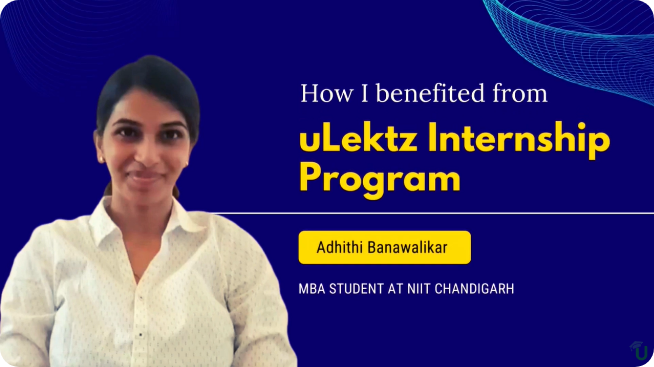 How I benefited from
uLektz Internship
Program
Adhithi Banawalikar
MBA STUDENT AT NIIT CHANDIGARH
U